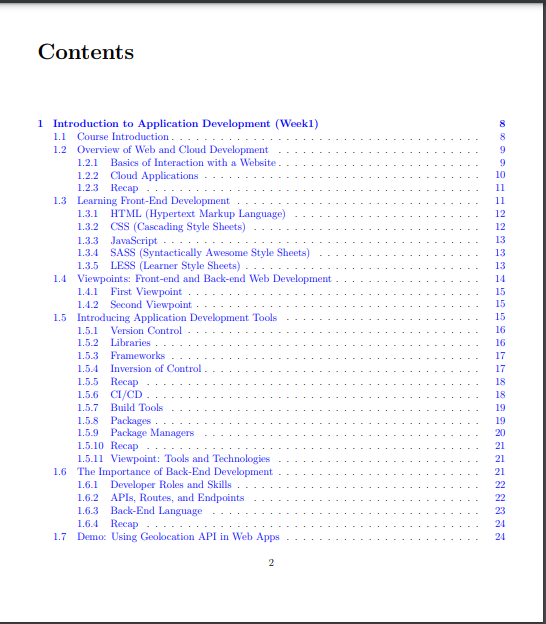 Contents
1 Introduction to Application Development (Week1) 8
1.1 Course Introduction . . . . . . . . . . . . . . . . . . . . 8
1.2 Overview of Web and Cloud Development . . . . . . . . . . . . . . . . . . . . 9
1.2.1 Basics of Interaction with a Website . . . . . . . . . . . . . . . . . . . . 9
1.2.2 Cloud Applications . . . . . . . . . . . . . . . . . . . . 10
1.2.3 Recap . . . . . . . . . . . . . . . . . . . . 11
1.3 Learning Front-End Development . . . . . . . . . . . . . . . . . . . . 11
1.3.1 HTML (Hypertext Markup Language) . . . . . . . . . . . . . . . . . . . . 12
1.3.2 CSS (Cascading Style Sheets) . . . . . . . . . . . . . . . . . . . . 12
1.3.3 JavaScript . . . . . . . . . . . . . . . . . . . . 13
1.3.4 SASS (Syntactically Awesome Style Sheets) . . . . . . . . . . . . . . . . . . . . 13
1.3.5 LESS (Learner Style Sheets) . . . . . . . . . . . . . . . . . . . . 13
1.4 Viewpoints: Front-end and Back-end Web Development . . . . . . . . . . . . . . . . . . . . 14
1.4.1 First Viewpoint . . . . . . . . . . . . . . . . . . . . 15
1.4.2 Second Viewpoint . . . . . . . . . . . . . . . . . . . . 15
1.5 Introducing Application Development Tools . . . . . . . . . . . . . . . . . . . . 15
1.5.1 Version Control . . . . . . . . . . . . . . . . . . . . 16
1.5.2 Libraries . . . . . . . . . . . . . . . . . . . . 16
1.5.3 Frameworks . . . . . . . . . . . . . . . . . . . . 17
1.5.4 Inversion of Control . . . . . . . . . . . . . . . . . . . . 17
1.5.5 Recap . . . . . . . . . . . . . . . . . . . . 18
1.5.6 CI/CD . . . . . . . . . . . . . . . . . . . . 18
1.5.7 Build Tools . . . . . . . . . . . . . . . . . . . . 19
1.5.8 Packages . . . . . . . . . . . . . . . . . . . . 19
1.5.9 Package Managers . . . . . . . . . . . . . . . . . . . . 20
1.5.10 Recap . . . . . . . . . . . . . . . . . . . . 21
1.5.11 Viewpoint: Tools and Technologies . . . . . . . . . . . . . . . . . . . . 21
1.6 The Importance of Back-End Development . . . . . . . . . . . . . . . . . . . . 21
1.6.1 Developer Roles and Skills . . . . . . . . . . . . . . . . . . . . 22
1.6.2 APIs, Routes, and Endpoints . . . . . . . . . . . . . . . . . . . . 22
1.6.3 Back-End Language . . . . . . . . . . . . . . . . . . . . 23
1.6.4 Recap . . . . . . . . . . . . . . . . . . . . 24
1.7 Demo: Using Geolocation API in Web Apps . . . . . . . . . . . . . . . . . . . . 24
2